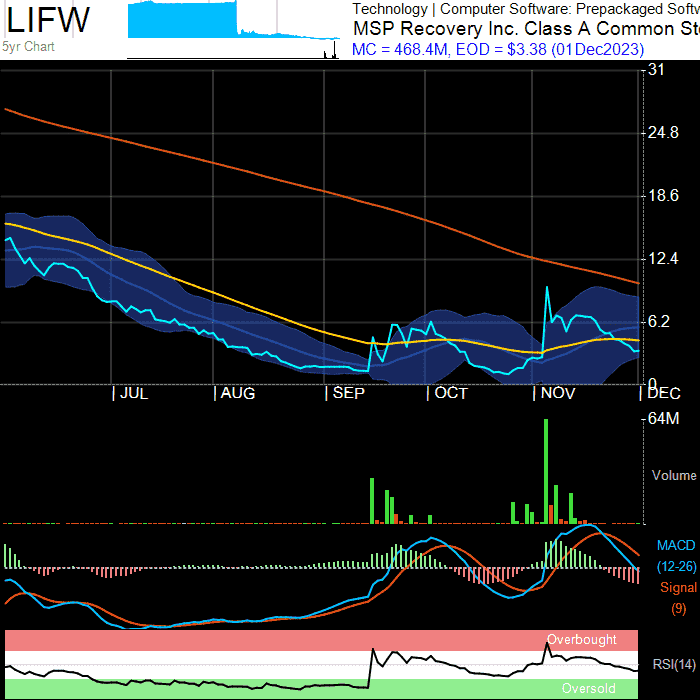 LIFW
5yr Chart
Technology | Computer Software: Prepackaged Softw
MSP Recovery Inc. Class A Common Sto
MC = 468.4M, EOD = $3.38 (01Dec2023)
31
24.8
18.6
12.4
6.2
0
JUL AUG SEP OCT NOV DEC
64M
Volume
MACD
(12-26)
Signal
(9)
Overbought
RSI(14)
Oversold